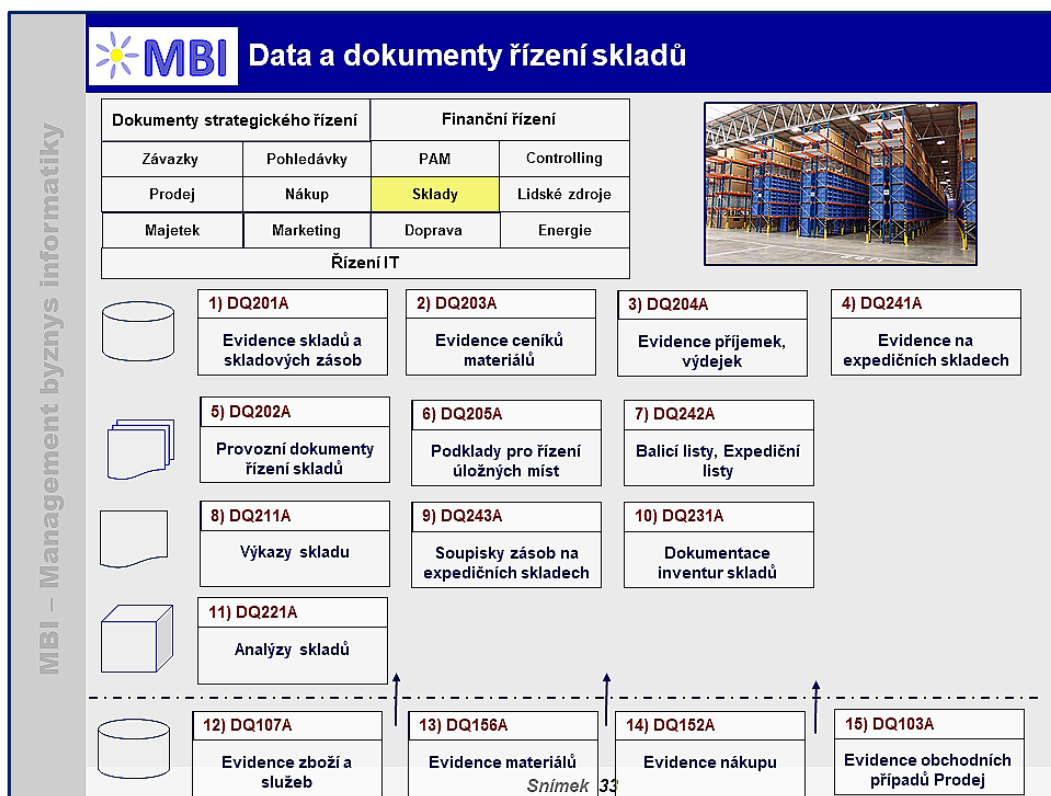 MBI
Data a dokumenty řízení skladů
MBI – Management byznys informatiky
Dokumenty strategického řízení
Finanční řízení
Závazky
Pohledávky
PAM
Controlling
Prodej
Nákup
Sklady
Lidské zdroje
Majetek
Marketing
Doprava
Energie
Řízení IT
1) DQ201A
Evidence skladů a
skladových zásob
2) DQ203A
Evidence ceníků
materiálů
3) DQ204A
Evidence příjemek,
výdejek
4) DQ241A
Evidence na
expedičních skladech
5) DQ202A
Provozní dokumenty
řízení skladů
6) DQ205A
Podklady pro řízení
úložných míst
7) DQ242A
Balicí listy, Expediční
listy
8) DQ211A
Výkazy skladu
9) DQ243A
Soupisky zásob na
expedičních skladech
10) DQ231A
Dokumentace
inventur skladů
11) DQ221A
Analýzy skladů
12) DQ107A
Evidence zboží a
služeb
13) DQ156A
Evidence materiálů
14) DQ152A
Evidence nákupu
15) DQ103A
Evidence obchodních
případů Prodej
Snímek 33